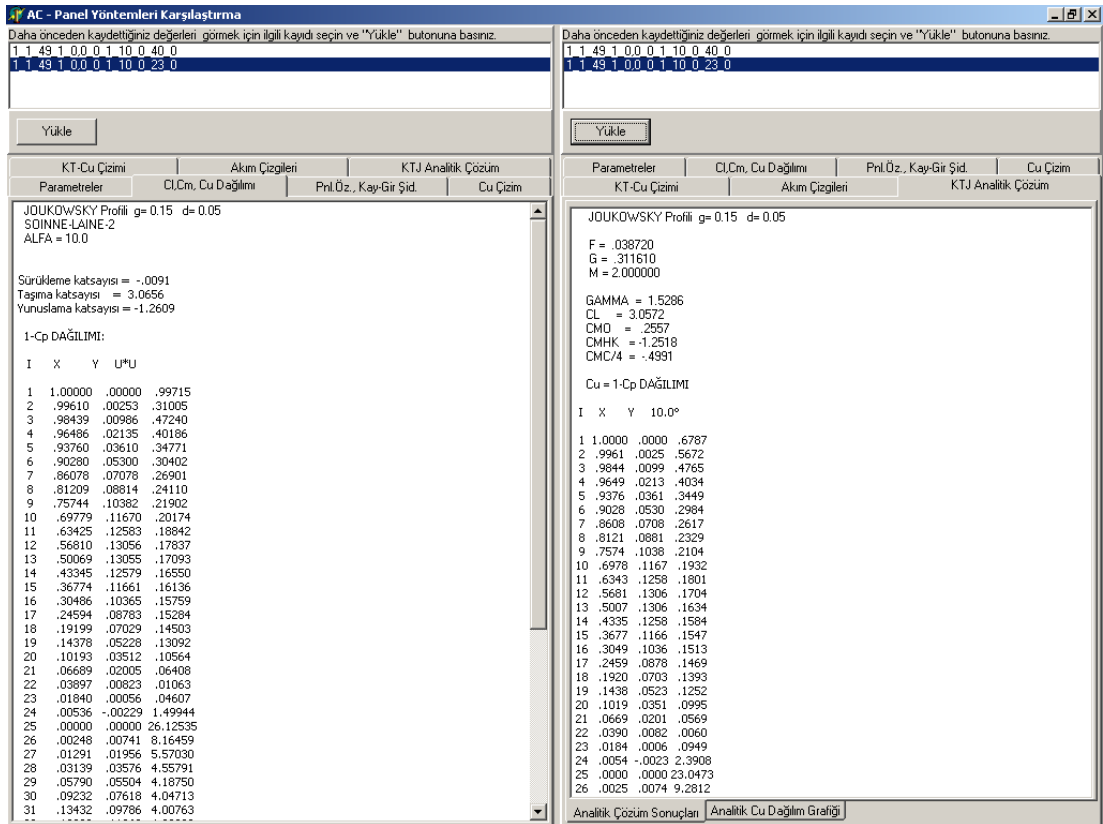 AC - Panel Yöntemleri Karşılaştırma
Daha önceden kaydettiğiniz değerleri görmek için ilgili kayıdı seçin ve "Yükle" butonuna basınız.
1_1_49_1_0,0_0_1_10_0_40_0
1_1_49_1_0,0_0_1_10_0_23_0
Yükle
KT-Cu Çizimi
Akım Çizgileri
KTJ Analitik Çözüm
Parametreler
Cl,Cm, Cu Dağılımı
Pnl.Öz., Kay-Gir Şid.
Cu Çizim
JOUKOWSKY Profili g= 0.15 d= 0.05
SOINNE-LAINE-2
ALFA = 10.0
Sürükleme katsayısı = -.0091
Taşıma katsayısı = 3.0656
Yunuslama katsayısı = -1.2609
1-Cp DAĞILIMI:
I X Y U*U
1 1.00000 .00000 .99715
2 .99610 .00253 .31005
3 .98439 .00986 .47240
4 .96486 .02135 .40186
5 .93760 .03610 .34771
6 .90280 .05300 .30402
7 .86078 .07078 .26901
8 .81209 .08814 .24110
9 .75744 .10382 .21902
10 .69779 .11670 .20174
11 .63425 .12583 .18842
12 .56810 .13056 .17837
13 .50069 .13055 .17093
14 .43345 .12579 .16550
15 .36774 .11661 .16136
16 .30486 .10365 .15759
17 .24594 .08783 .15284
18 .19199 .07029 .14503
19 .14378 .05228 .13092
20 .10193 .03512 .10564
21 .06689 .02005 .06408
22 .03897 .00823 .01063
23 .01840 .00056 .04607
24 .00536 -.00229 1.49944
25 .00000 .00000 26.12535
26 .00248 .00741 8.16459
27 .01291 .01956 5.57030
28 .03139 .03576 4.55791
29 .05790 .05504 4.18750
30 .09232 .07618 4.04713
31 .13432 .09786 4.00763
Daha önceden kaydettiğiniz değerleri görmek için ilgili kayıdı seçin ve "Yükle" butonuna basınız.
1_1_49_1_0,0_0_1_10_0_40_0
1_1_49_1_0,0_0_1_10_0_23_0
Yükle
Parametreler
Cl,Cm, Cu Dağılımı
Pnl.Öz., Kay-Gir Şid.
Cu Çizim
KT-Cu Çizimi
Akım Çizgileri
KTJ Analitik Çözüm
JOUKOWSKY Profili g= 0.15 d= 0.05
F = .038720
G = .311610
M = 2.000000
GAMMA = 1.5286
CL = 3.0572
CMO = .2557
CMHK = -1.2518
CMC/4 = -.4991
Cu = 1-Cp DAĞILIMI
I X Y 10.0°
1 1.0000 .0000 .6787
2 .9961 .0025 .5672
3 .9844 .0099 .4765
4 .9649 .0213 .4034
5 .9376 .0361 .3449
6 .9028 .0530 .2984
7 .8608 .0708 .2617
8 .8121 .0881 .2329
9 .7574 .1038 .2104
10 .6978 .1167 .1932
11 .6343 .1258 .1801
12 .5681 .1306 .1704
13 .5007 .1306 .1634
14 .4335 .1258 .1584
15 .3677 .1166 .1547
16 .3049 .1036 .1513
17 .2459 .0878 .1469
18 .1920 .0703 .1393
19 .1438 .0523 .1252
20 .1019 .0351 .0995
21 .0669 .0201 .0569
22 .0390 .0082 .0060
23 .0184 .0006 .0949
24 .0054 -.0023 2.3908
25 .0000 .0000 23.0473
26 .0025 .0074 9.2812
Analitik Çözüm Sonuçları
Analitik Cu Dağılım Grafiği